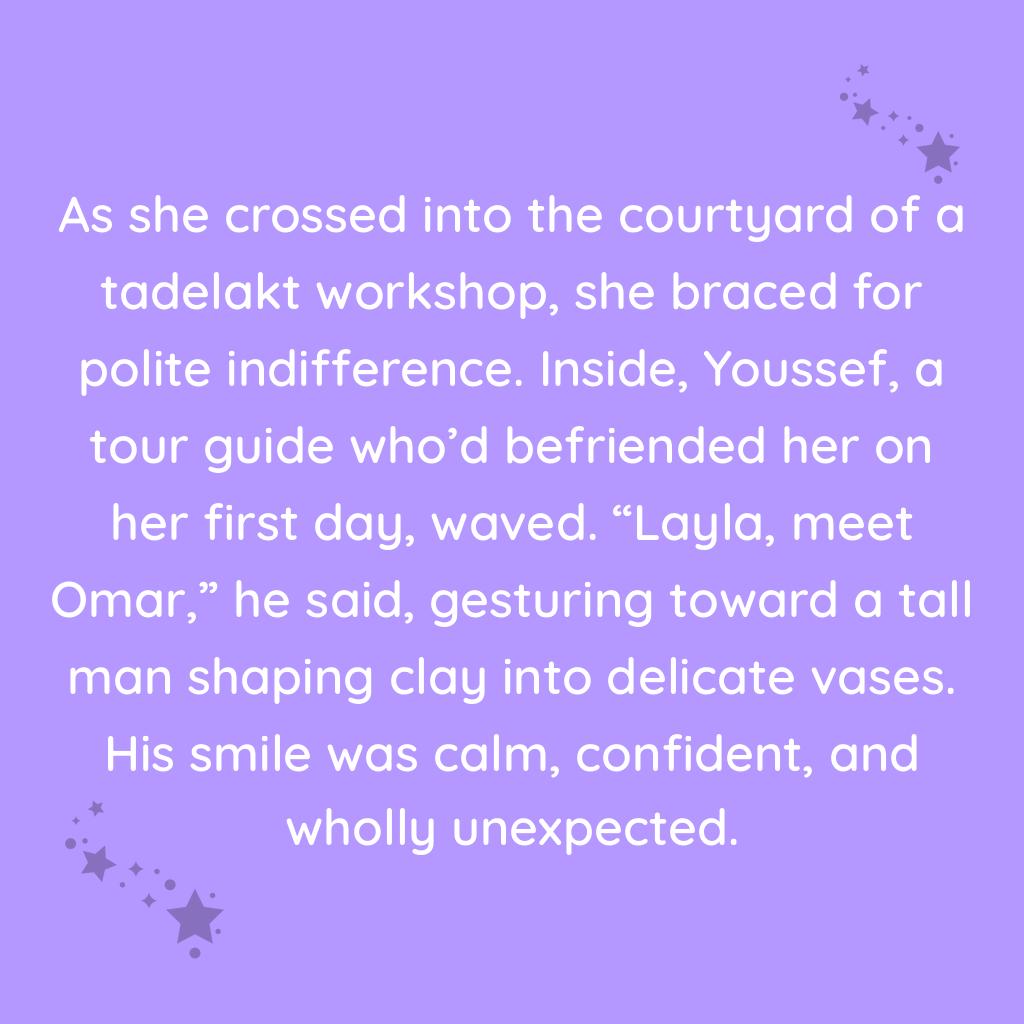 As she crossed into the courtyard of a
tadelakt workshop, she braced for
polite indifference. Inside, Youssef, a
tour guide who’d befriended her on
her first day, waved. “Layla, meet
Omar,” he said, gesturing toward a tall
man shaping clay into delicate vases.
His smile was calm, confident, and
wholly unexpected.